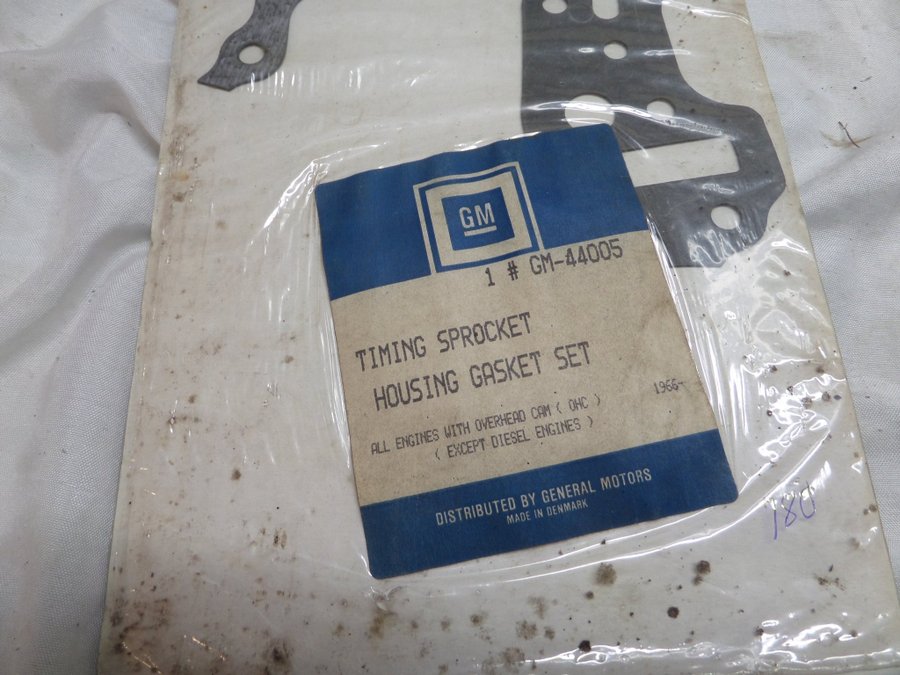 GM
1 # GM-44005
TIMING SPROCKET
HOUSING GASKET SET
1966-
ALL ENGINES WITH OVERHEAD CAM ( OHC )
( EXCEPT DIESEL ENGINES )
DISTRIBUTED BY GENERAL MOTORS
MADE IN DENMARK
180